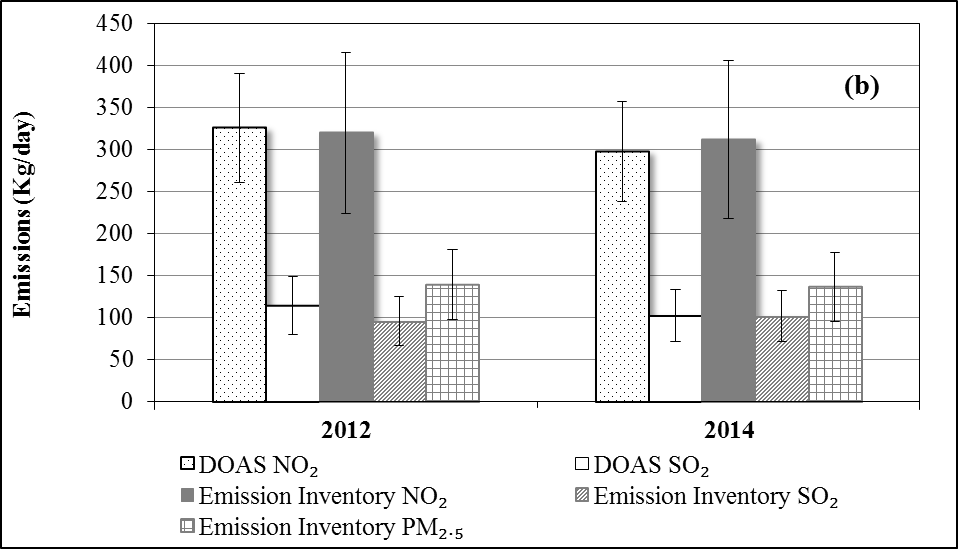 450
400
350
300
250
200
150
100
50
0
Emissions (Kg/day)
(b)
2012 2014
DOAS NO₂ DOAS SO₂
Emission Inventory NO₂ Emission Inventory SO₂
Emission Inventory PM₂.₅